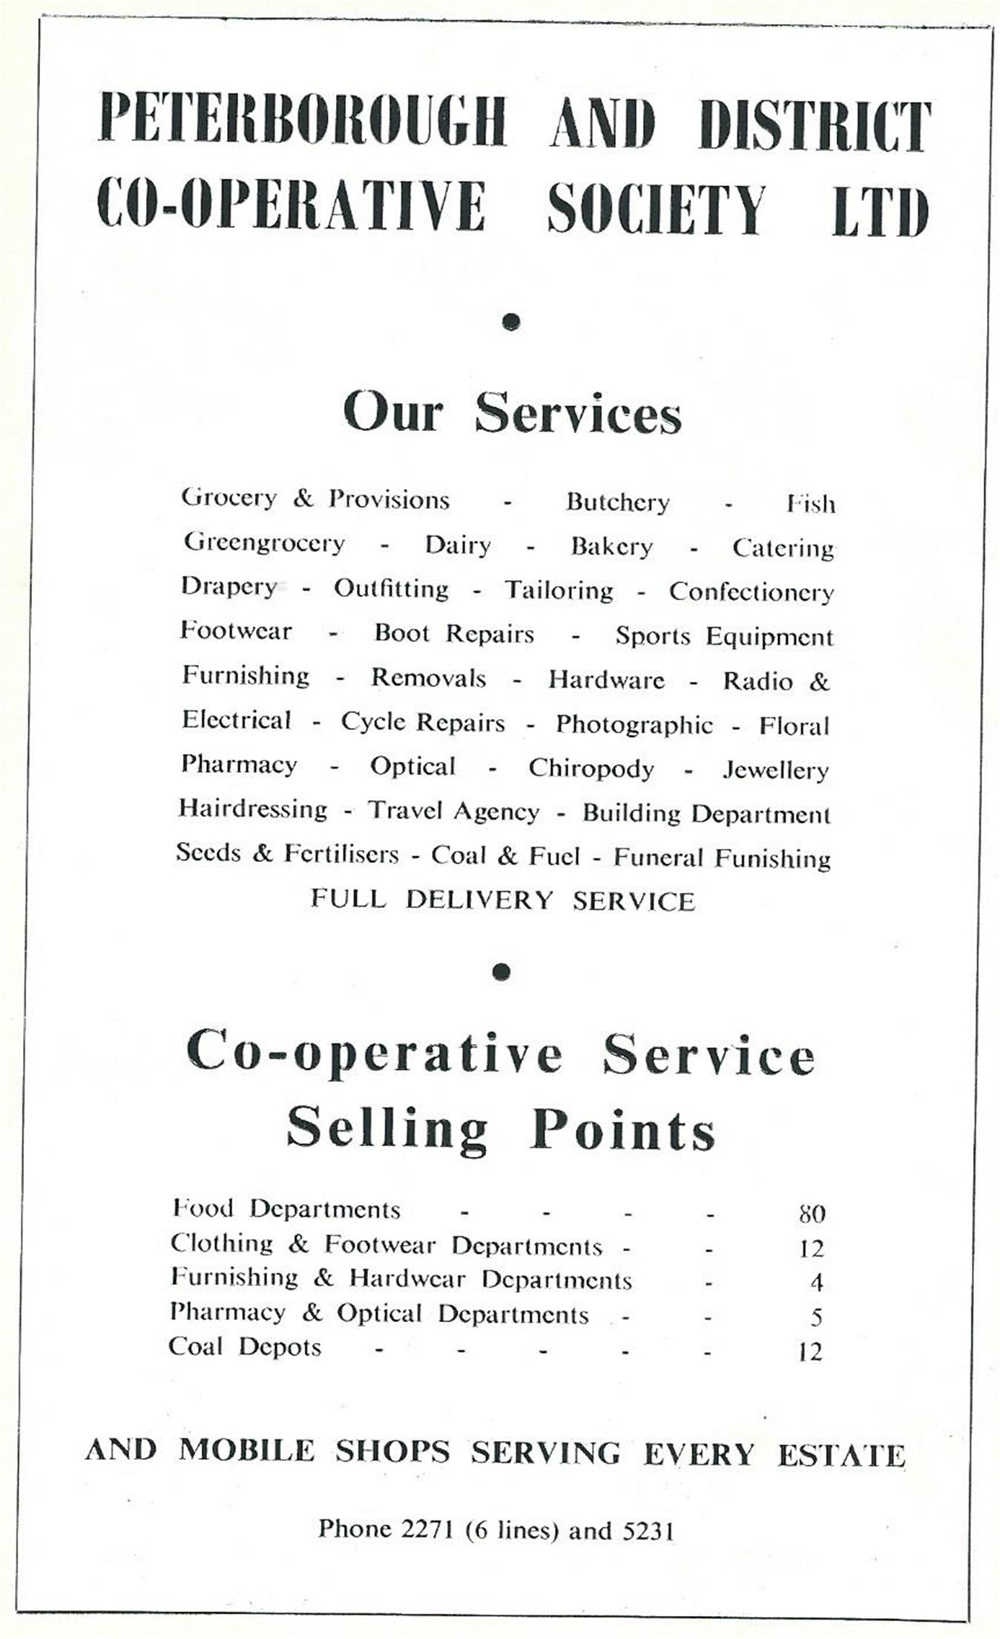 PETERBOROUGH AND DISTRICT
CO-OPERATIVE SOCIETY LTD
Our Services
Grocery & Provisions - Butchery - Fish
Greengrocery - Dairy - Bakery - Catering
Drapery - Outfitting - Tailoring - Confectionery
Footwear - Boot Repairs - Sports Equipment
Furnishing - Removals - Hardware - Radio &
Electrical - Cycle Repairs - Photographic - Floral
Pharmacy - Optical - Chiropody - Jewellery
Hairdressing - Travel Agency - Building Department
Seeds & Fertilisers - Coal & Fuel - Funeral Funishing
FULL DELIVERY SERVICE
Co-operative Service
Selling Points
Food Departments - - - - 80
Clothing & Footwear Departments - - 12
Furnishing & Hardwear Departments - 4
Pharmacy & Optical Departments - - 5
Coal Depots - - - - - 12
AND MOBILE SHOPS SERVING EVERY ESTATE
Phone 2271 (6 lines) and 5231